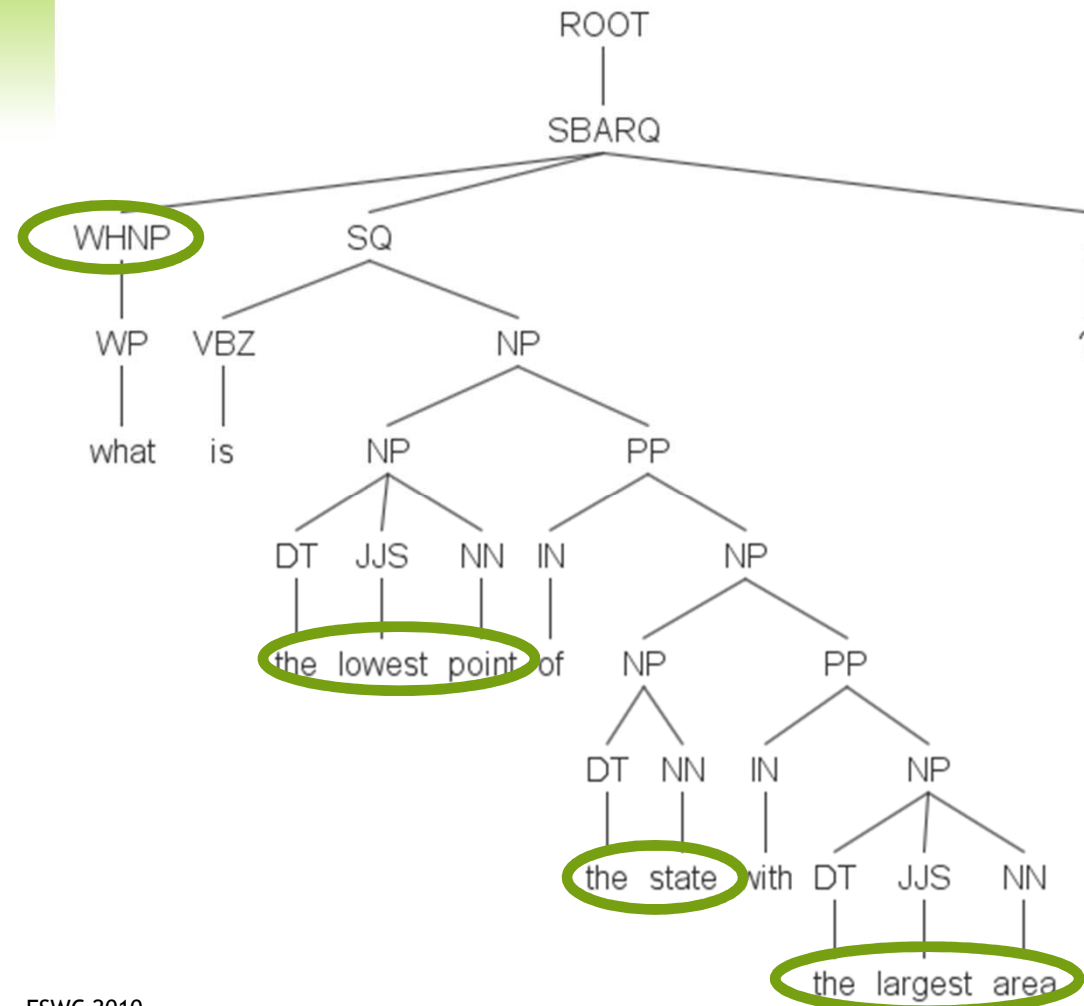 ROOT
SBARQ
WHNP SQ
WP VBZ NP
what is NP PP
DT JJS NN IN NP
the lowest point of NP PP
DT NN IN NP
the state with DT JJS NN
the largest area
ESWC 2010